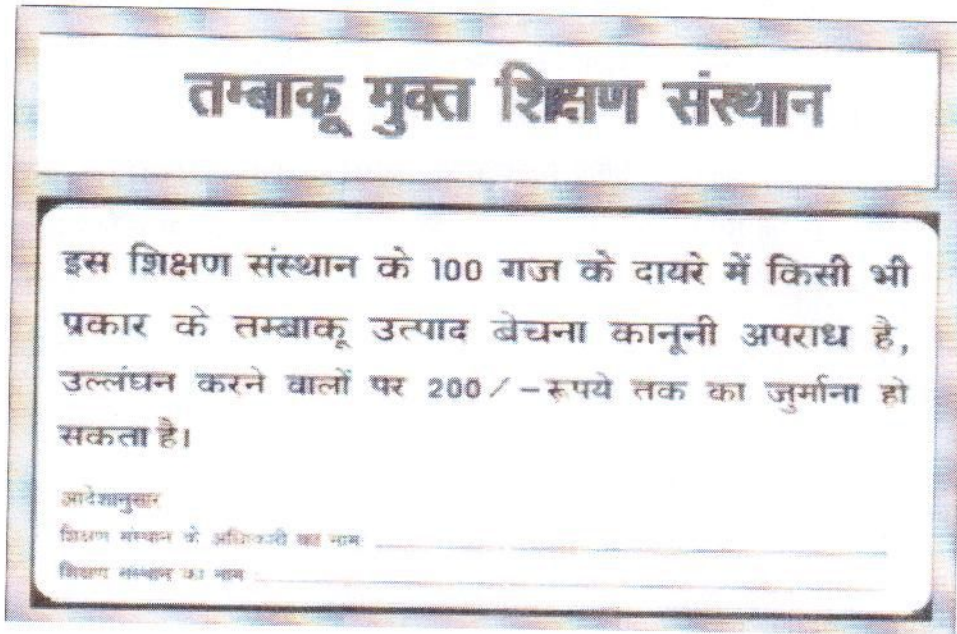 तम्बाकू मुक्त शिक्षण संस्थान
इस शिक्षण संस्थान के 100 गज के दायरे में किसी भी
प्रकार के तम्बाकू उत्पाद बेचना कानूनी अपराध है,
उल्लंघन करने वालों पर 200/-रूपये तक का जुर्माना हो
सकता है।
आदेशानुसार
शिक्षण संस्थान के अधिकारी का नाम
शिक्षण संस्थान का नाम